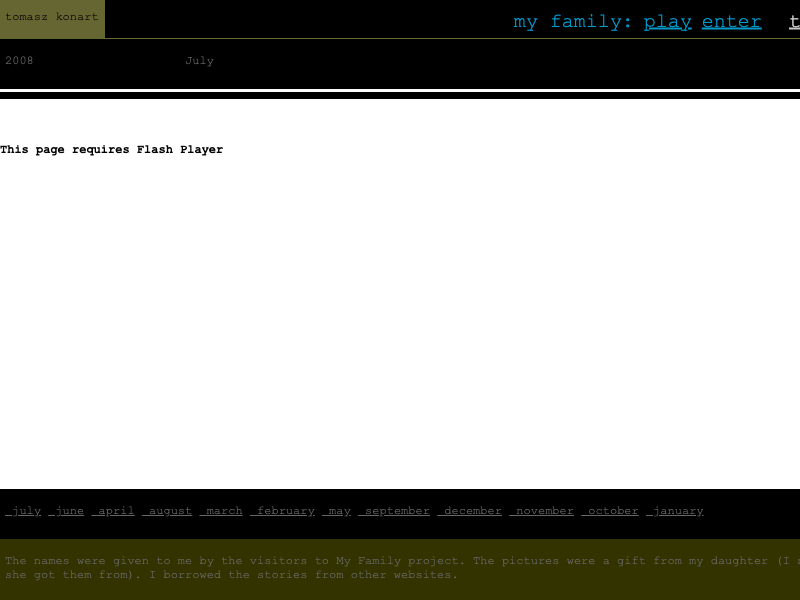 tomasz konart
my family: play enter t
2008 July
This page requires Flash Player
_july _june _april _august _march _february _may _september _december _november _october _january
The names were given to me by the visitors to My Family project. The pictures were a gift from my daughter (I
she got them from). I borrowed the stories from other websites.